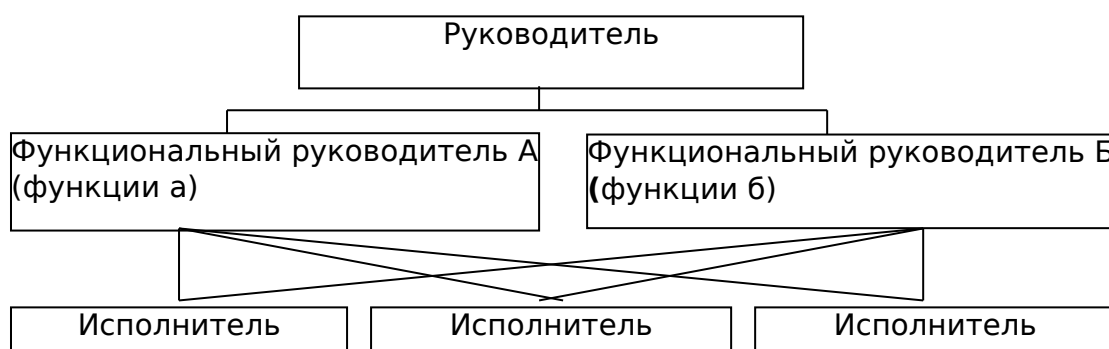 Руководитель
Функциональный руководитель А
(функции а)
Функциональный руководитель Б
(функции б)
Исполнитель
Исполнитель
Исполнитель